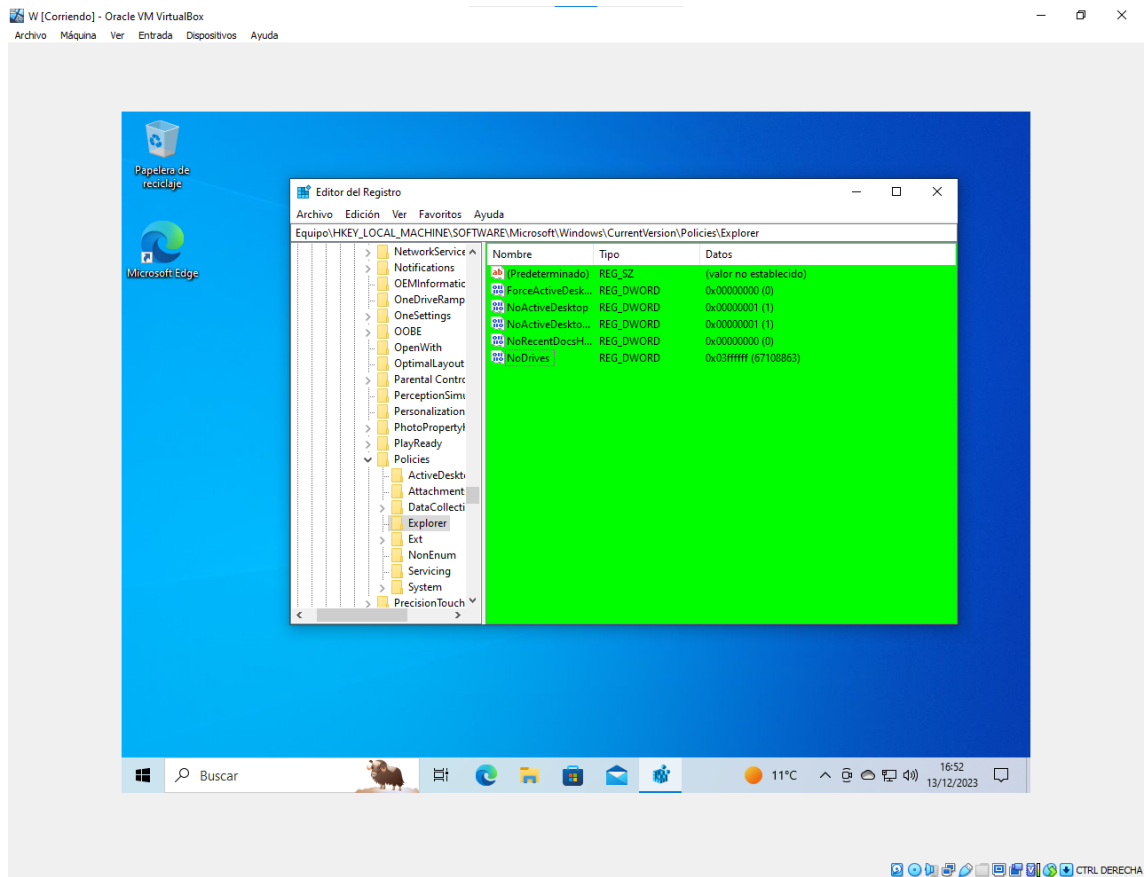 W [Corriendo] - Oracle VM VirtualBox
Archivo Máquina Ver Entrada Dispositivos Ayuda
Papelera de
reciclaje
Microsoft Edge
Editor del Registro
Archivo Edición Ver Favoritos Ayuda
Equipo\HKEY_LOCAL_MACHINE\SOFTWARE\Microsoft\Windows\CurrentVersion\Policies\Explorer
NetworkService
Notifications
OEMInformatic
OneDriveRamp
OneSettings
OOBE
OpenWith
OptimalLayout
Parental Contro
PerceptionSimu
Personalization
PhotoProperty
PlayReady
Policies
ActiveDeskt
Attachment
DataCollecti
Explorer
Ext
NonEnum
Servicing
System
PrecisionTouch
Nombre Tipo Datos
(Predeterminado) REG_SZ (valor no establecido)
ForceActiveDesk... REG_DWORD 0x00000000 (0)
NoActiveDesktop REG_DWORD 0x00000001 (1)
NoActiveDeskto... REG_DWORD 0x00000001 (1)
NoRecentDocsH... REG_DWORD 0x00000000 (0)
NoDrives REG_DWORD 0x03ffffff (67108863)
Buscar
11°C
16:52
13/12/2023
CTRL DERECHA